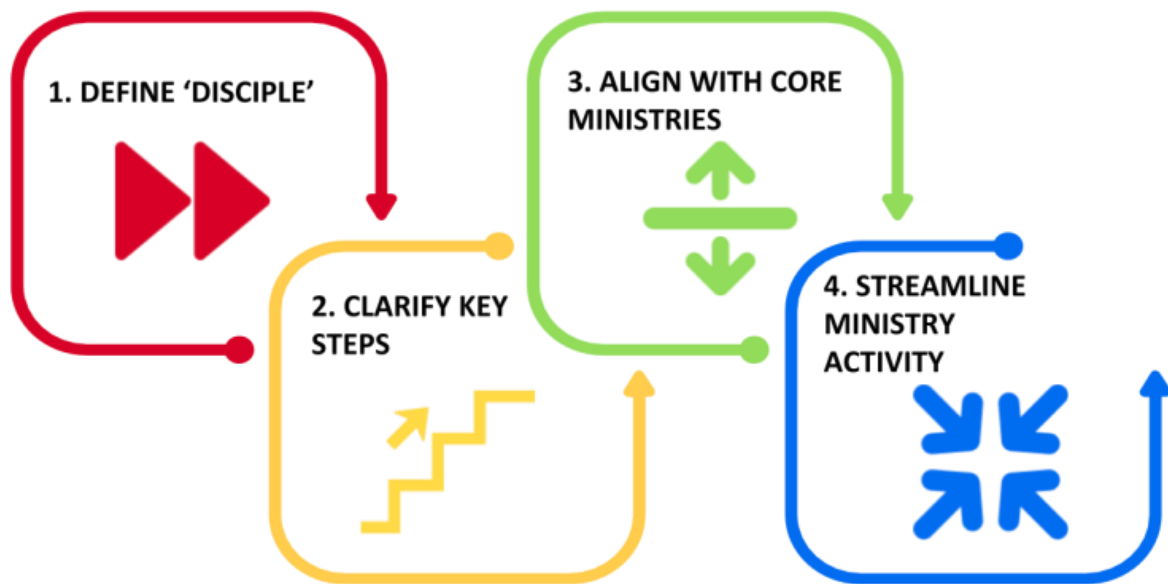 1. DEFINE ‘DISCIPLE’
2. CLARIFY KEY
STEPS
3. ALIGN WITH CORE
MINISTRIES
4. STREAMLINE
MINISTRY
ACTIVITY